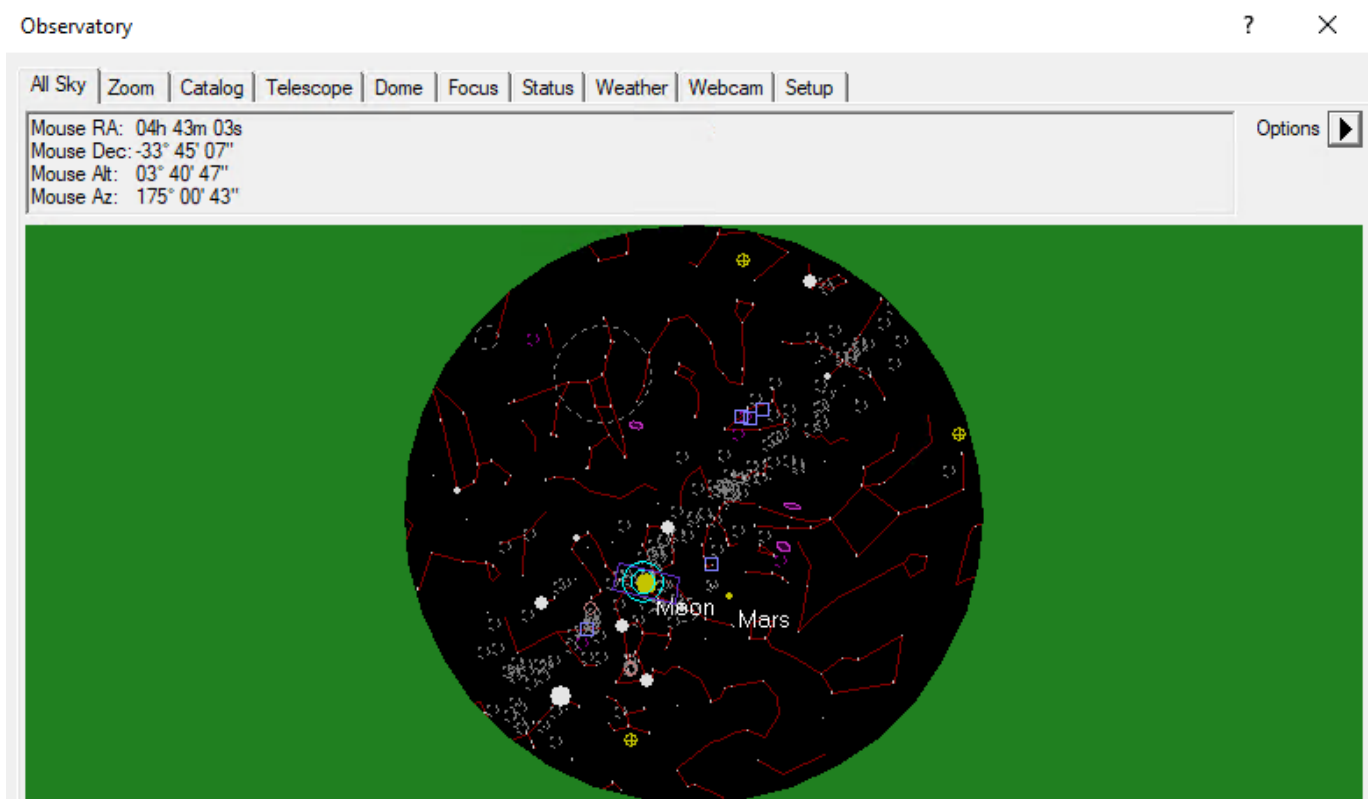 Observatory ? ×
All Sky Zoom Catalog Telescope Dome Focus Status Weather Webcam Setup
Mouse RA: 04h 43m 03s
Options
Mouse Dec: -33° 45' 07"
Mouse Alt: 03° 40' 47"
Mouse Az: 175° 00' 43"
Moon
Mars